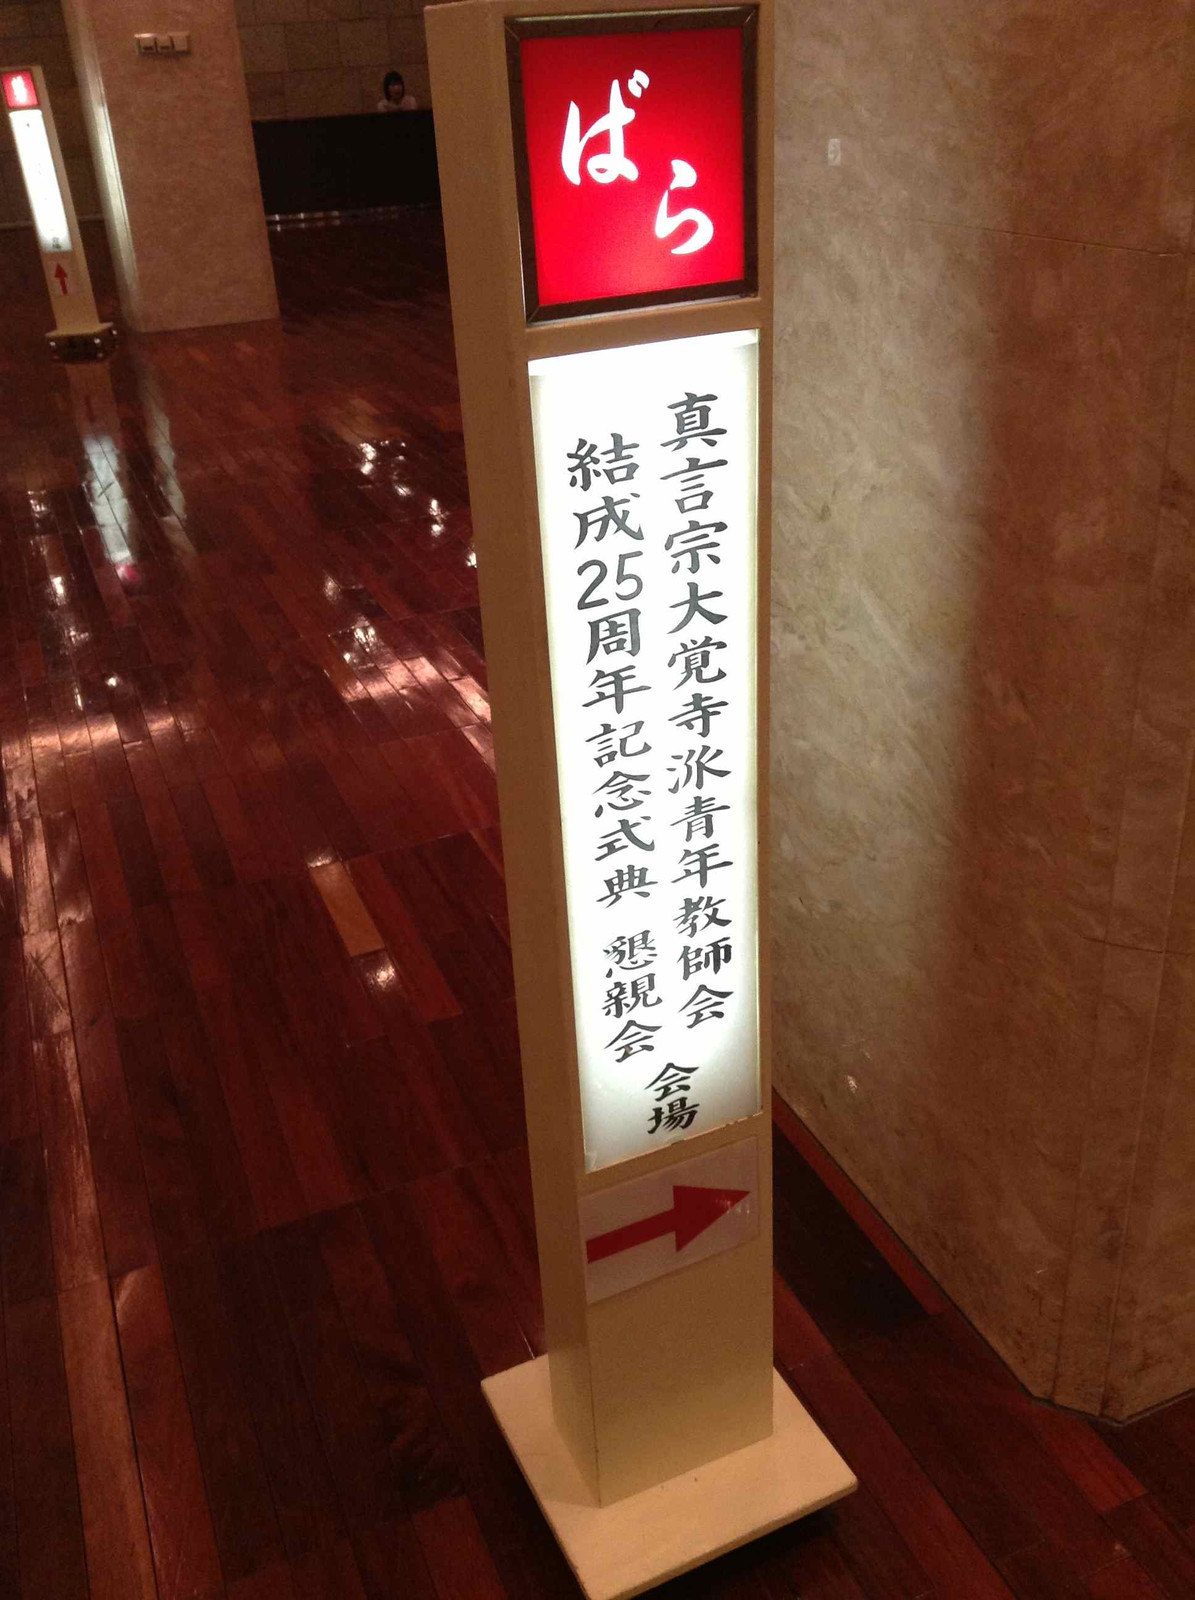 ばら
真言宗大覚寺派青年教師会
結成25周年記念式典 懇親会
会場